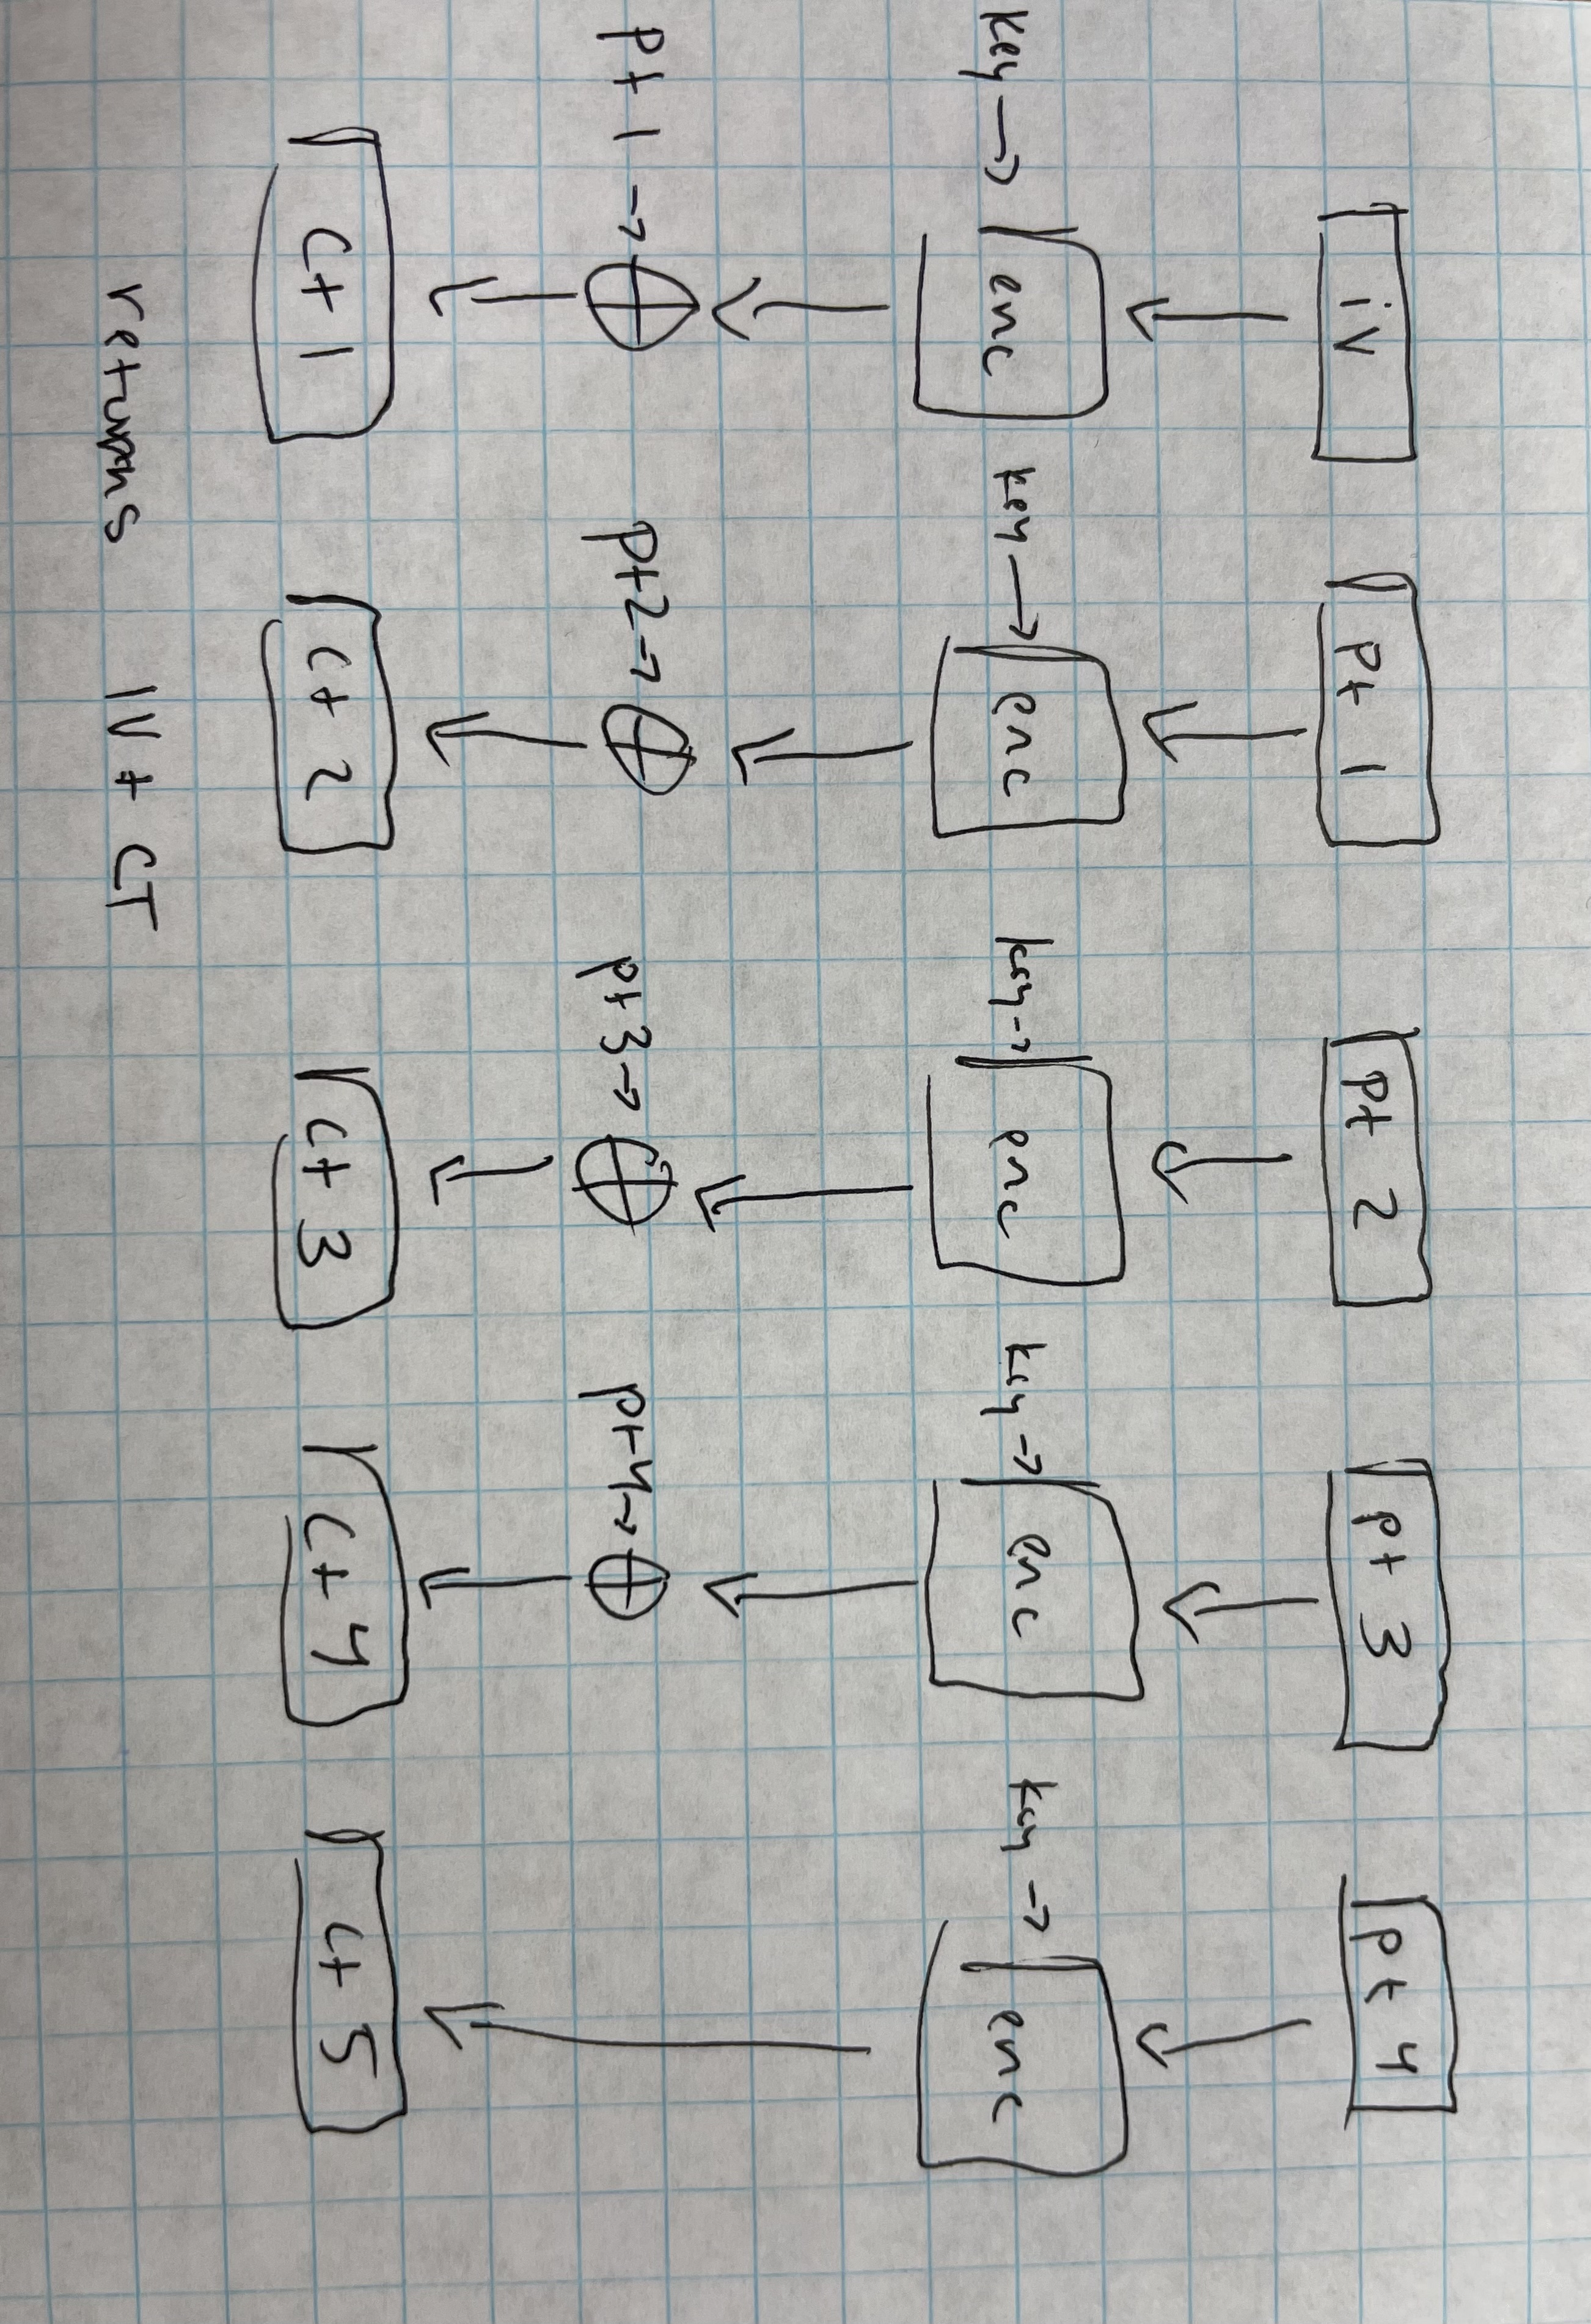 iv pt 1 pt 2 pt 3 pt 4
key → enc key → enc key → enc key → enc key → enc
pt 1 → ⊕ pt2 → ⊕ pt3 → ⊕ pt4 → ⊕
ct 1 ct 2 ct 3 ct 4 ct 5
returns IV + CT